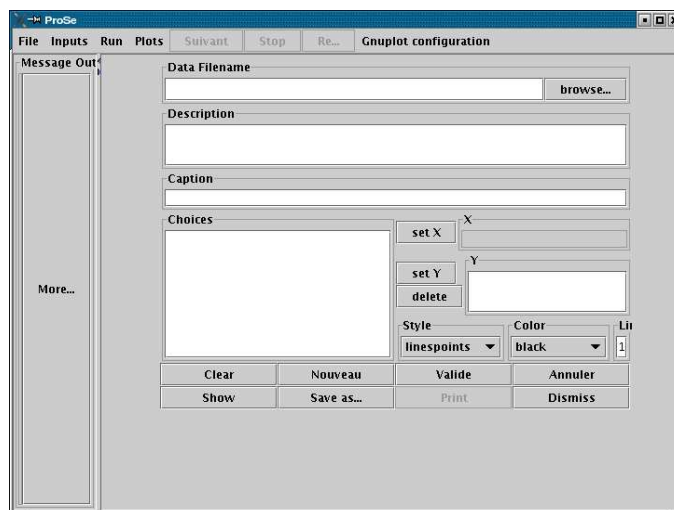 ProSe
File Inputs Run Plots Suivant Stop Re... Gnuplot configuration
Message Out
More...
Data Filename
browse...
Description
Caption
Choices
set X
X
set Y
Y
delete
Style
Color
linespoints
black
1
Clear Nouveau Valide Annuler
Show Save as... Print Dismiss